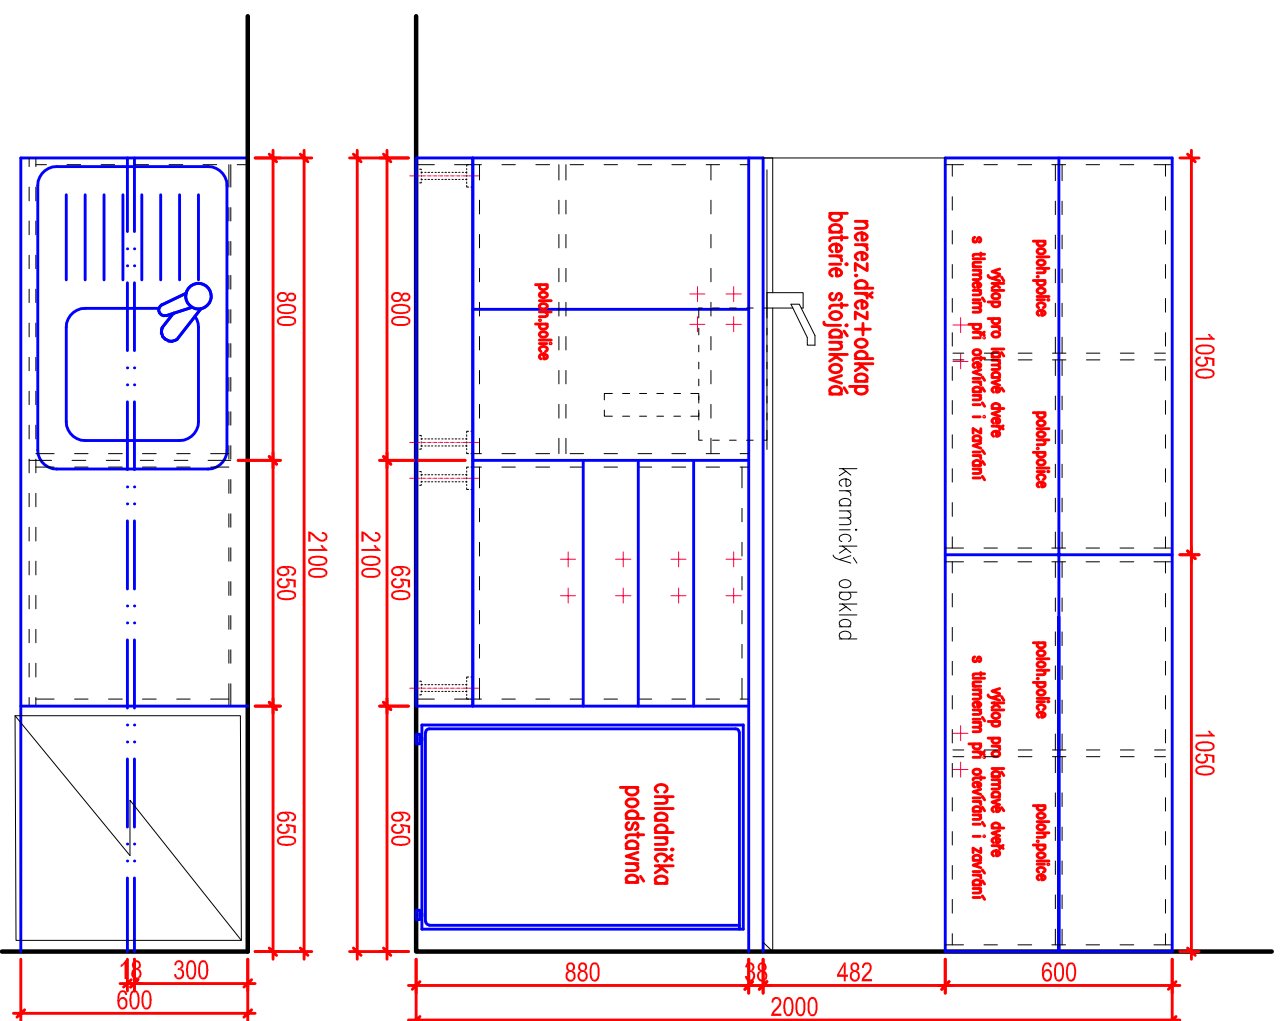 nerez.dřez+odkap
baterie stojánková
keramický obklad
poloh.police
poloh.police
výklop pro lámavé dveře
s tlumením při otevírání i zavírání
poloh.police
poloh.police
výklop pro lámavé dveře
s tlumením při otevírání i zavírání
poloh.police
chladnička
podstavná
1050
1050
800
650
650
2100
800
650
650
2100
18
300
600
880
38
482
600
2000